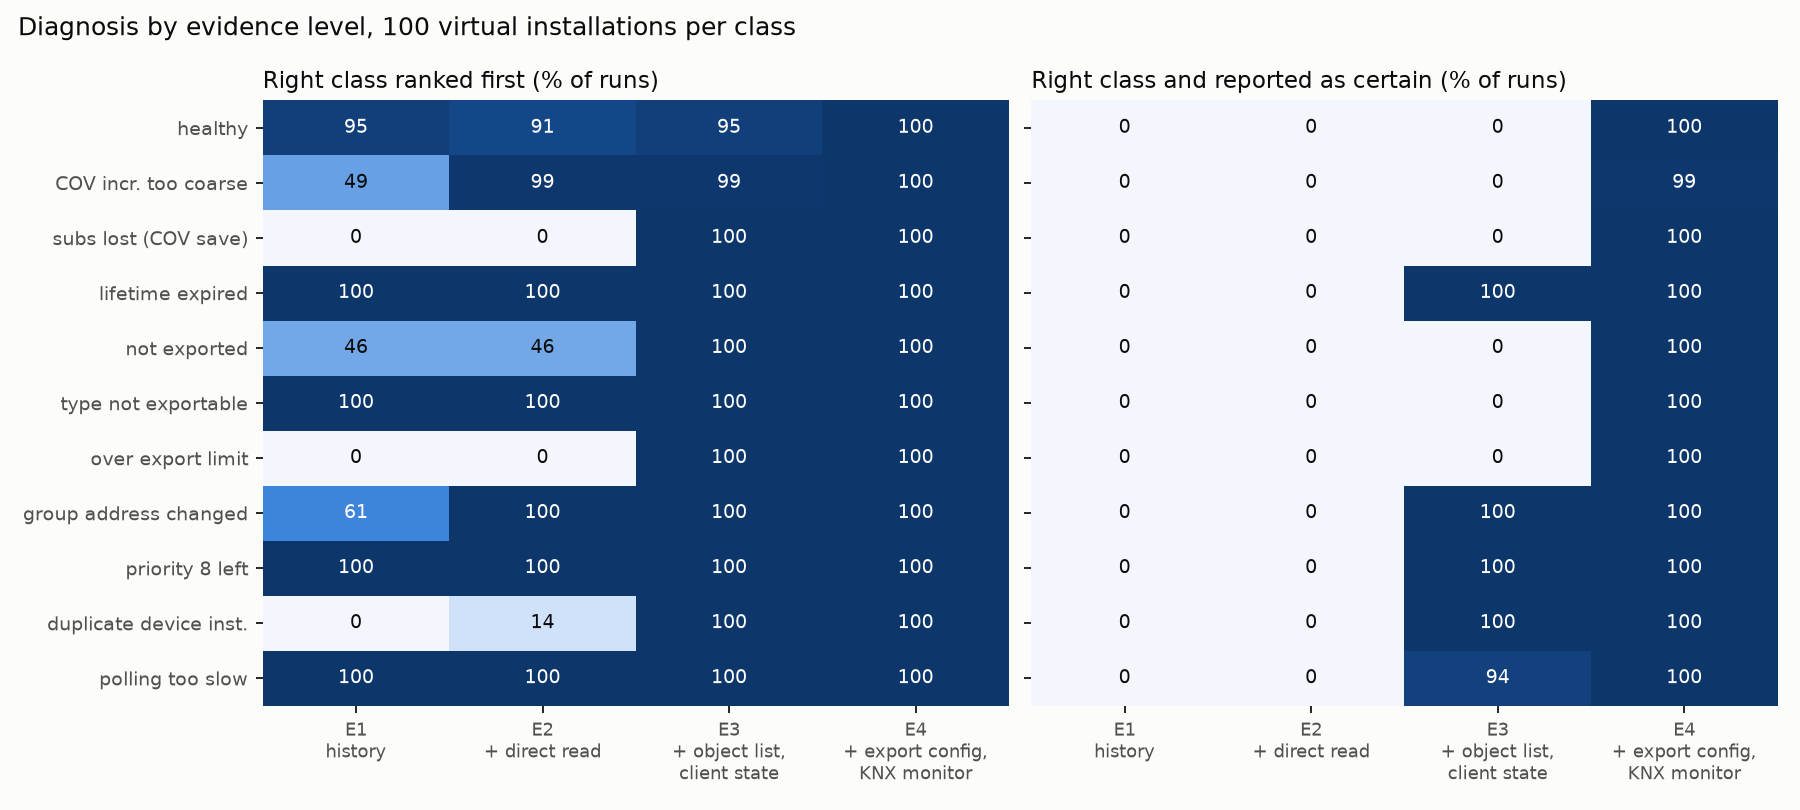 Diagnosis by evidence level, 100 virtual installations per class
Right class ranked first (% of runs)
healthy 95 91 95 100
COV incr. too coarse 49 99 99 100
subs lost (COV save) 0 0 100 100
lifetime expired 100 100 100 100
not exported 46 46 100 100
type not exportable 100 100 100 100
over export limit 0 0 100 100
group address changed 61 100 100 100
priority 8 left 100 100 100 100
duplicate device inst. 0 14 100 100
polling too slow 100 100 100 100
E1 E2 E3 E4
history + direct read + object list, + export config,
client state KNX monitor
Right class and reported as certain (% of runs)
0 0 0 100
0 0 0 99
0 0 0 100
0 0 100 100
0 0 0 100
0 0 0 100
0 0 0 100
0 0 100 100
0 0 100 100
0 0 100 100
0 0 94 100
E1 E2 E3 E4
history + direct read + object list, + export config,
client state KNX monitor